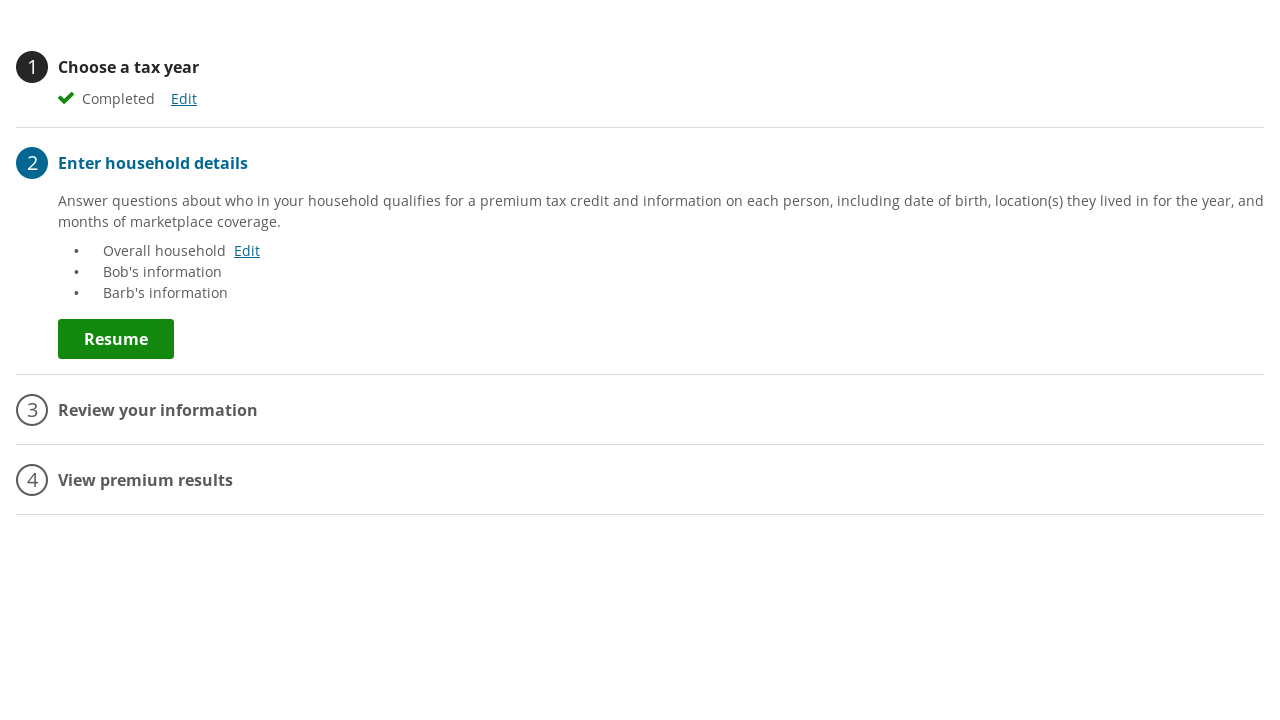 1 Choose a tax year
Completed Edit
2 Enter household details
Answer questions about who in your household qualifies for a premium tax credit and information on each person, including date of birth, location(s) they lived in for the year, and
months of marketplace coverage.
• Overall household Edit
• Bob's information
• Barb's information
Resume
3 Review your information
4 View premium results